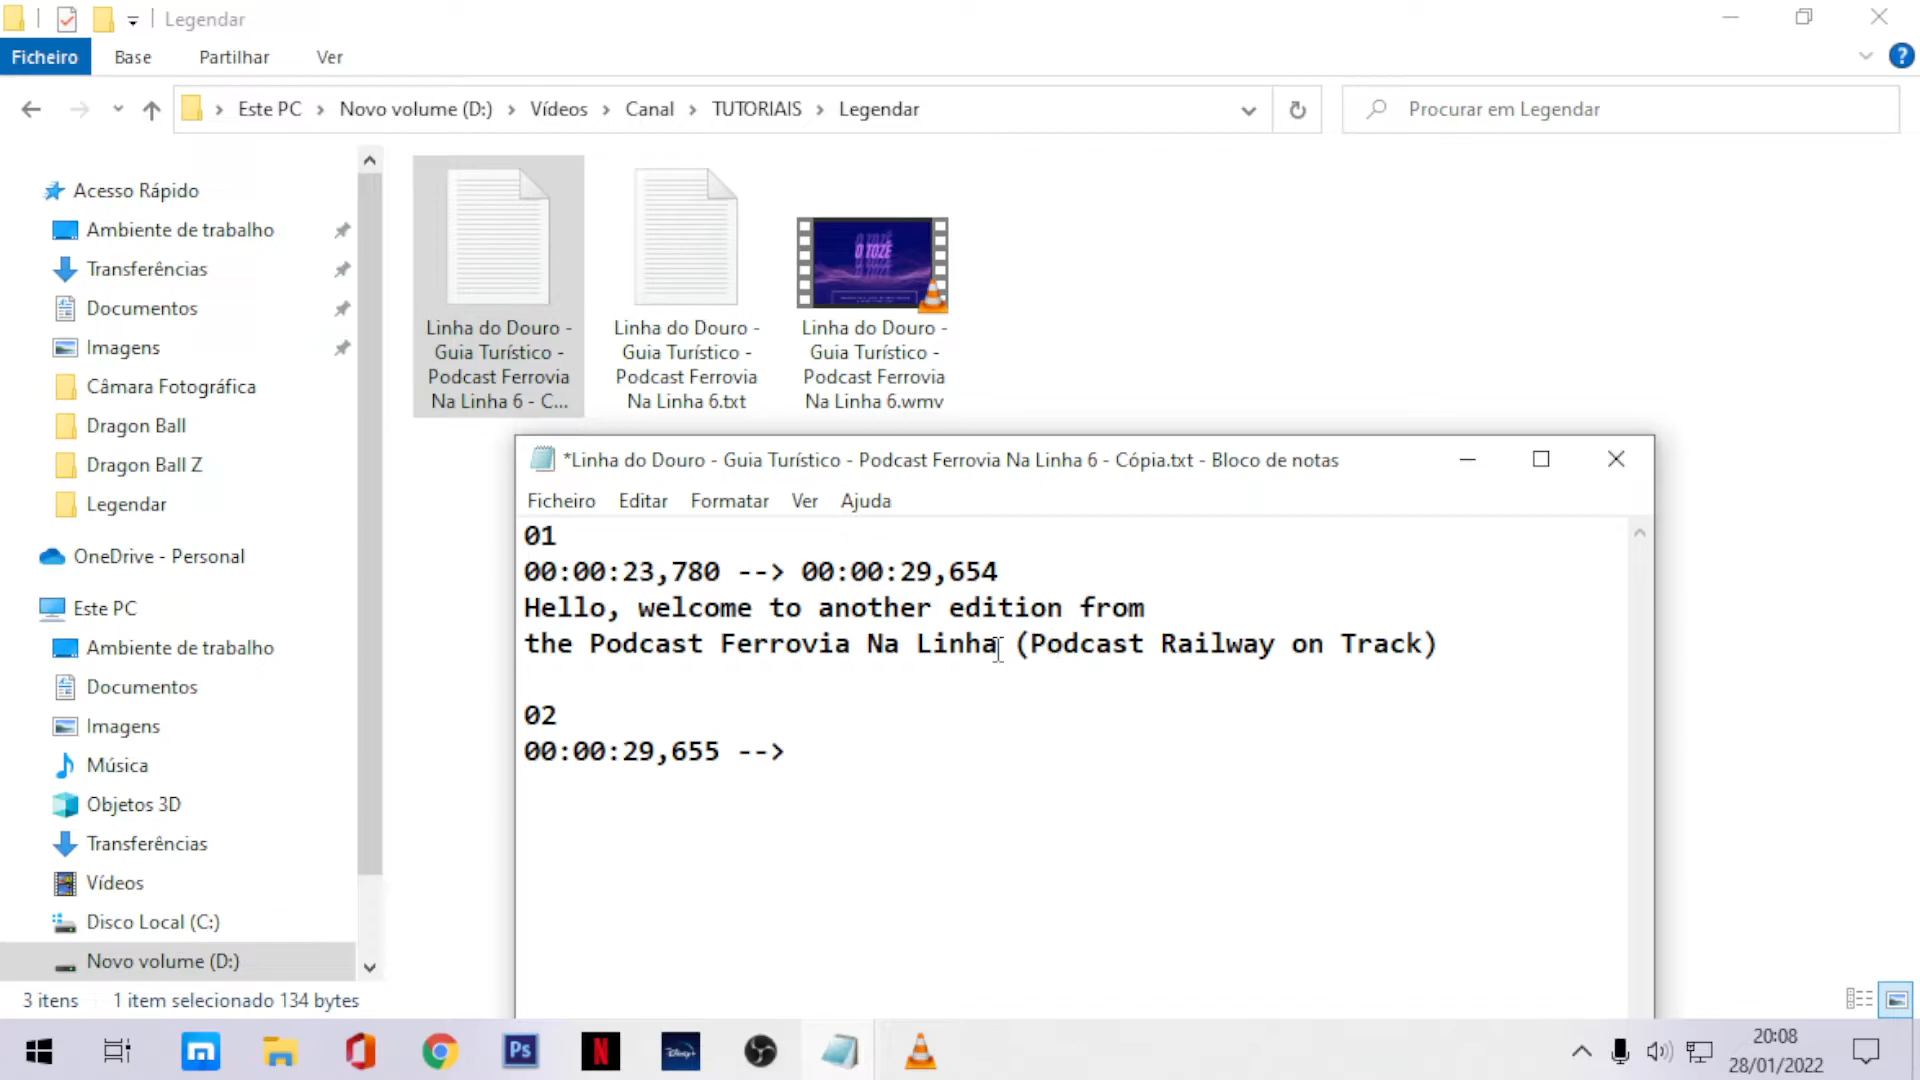 Legendar
Ficheiro Base Partilhar Ver
Este PC Novo volume (D:) Vídeos Canal TUTORIAIS Legendar
Procurar em Legendar
Acesso Rápido
Ambiente de trabalho
Transferências
Documentos
Imagens
Câmara Fotográfica
Dragon Ball
Dragon Ball Z
Legendar
OneDrive - Personal
Este PC
Ambiente de trabalho
Documentos
Imagens
Música
Objetos 3D
Transferências
Vídeos
Disco Local (C:)
Novo volume (D:)
O TOZÉ
Linha do Douro -
Guia Turístico -
Podcast Ferrovia
Na Linha 6 - C...
Linha do Douro -
Guia Turístico -
Podcast Ferrovia
Na Linha 6.txt
Linha do Douro -
Guia Turístico -
Podcast Ferrovia
Na Linha 6.wmv
*Linha do Douro - Guia Turístico - Podcast Ferrovia Na Linha 6 - Cópia.txt - Bloco de notas
Ficheiro Editar Formatar Ver Ajuda
01
00:00:23,780 --> 00:00:29,654
Hello, welcome to another edition from
the Podcast Ferrovia Na Linha (Podcast Railway on Track)
02
00:00:29,655 -->
3 itens 1 item selecionado 134 bytes
Ps
N
Disney+
20:08
28/01/2022